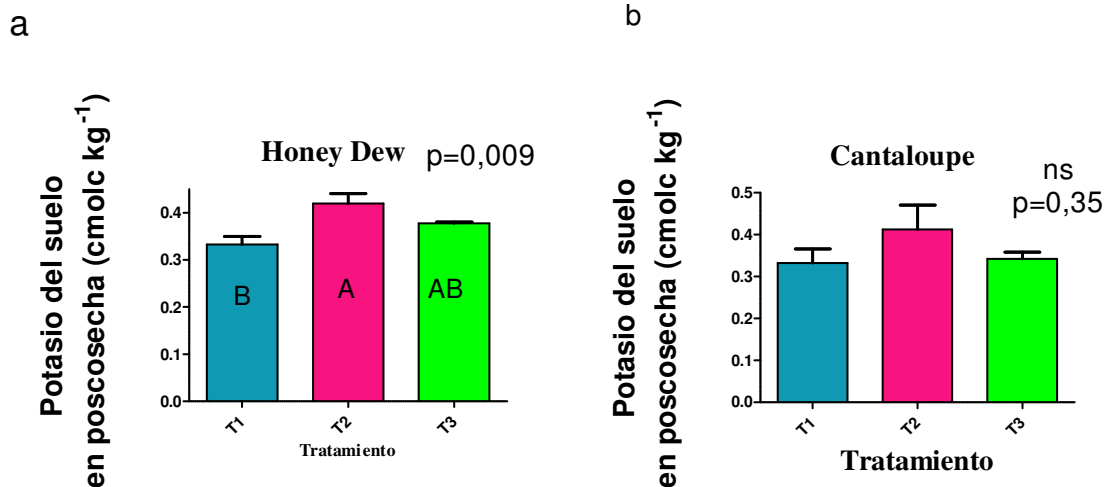 a
Potasio del suelo
en poscosecha (cmolc kg⁻¹)
Honey Dew p=0,009
0.4
0.3
0.2
0.1
0.0
B
A
AB
T1
T2
T3
Tratamiento
b
Potasio del suelo
en poscosecha (cmolc kg⁻¹)
Cantaloupe
ns
p=0,35
0.5
0.4
0.3
0.2
0.1
0.0
T1
T2
T3
Tratamiento